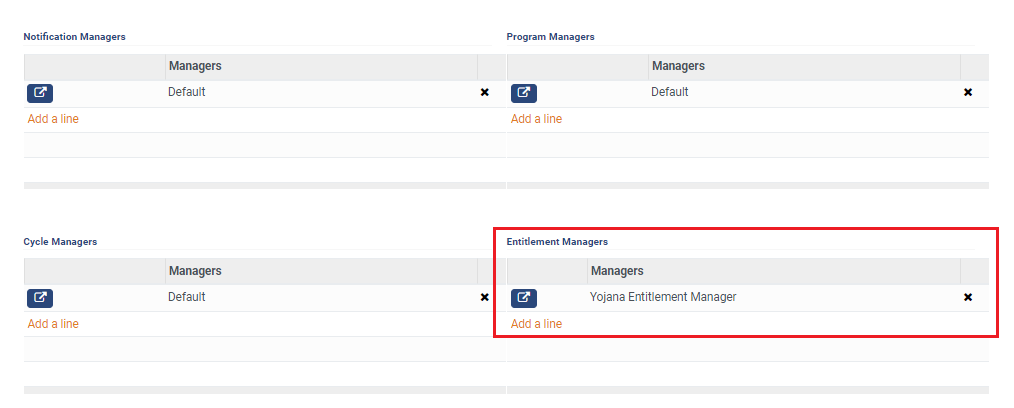 Notification Managers
Program Managers
Managers
Managers
Default
Default
Add a line
Add a line
Cycle Managers
Entitlement Managers
Managers
Managers
Default
Yojana Entitlement Manager
Add a line
Add a line